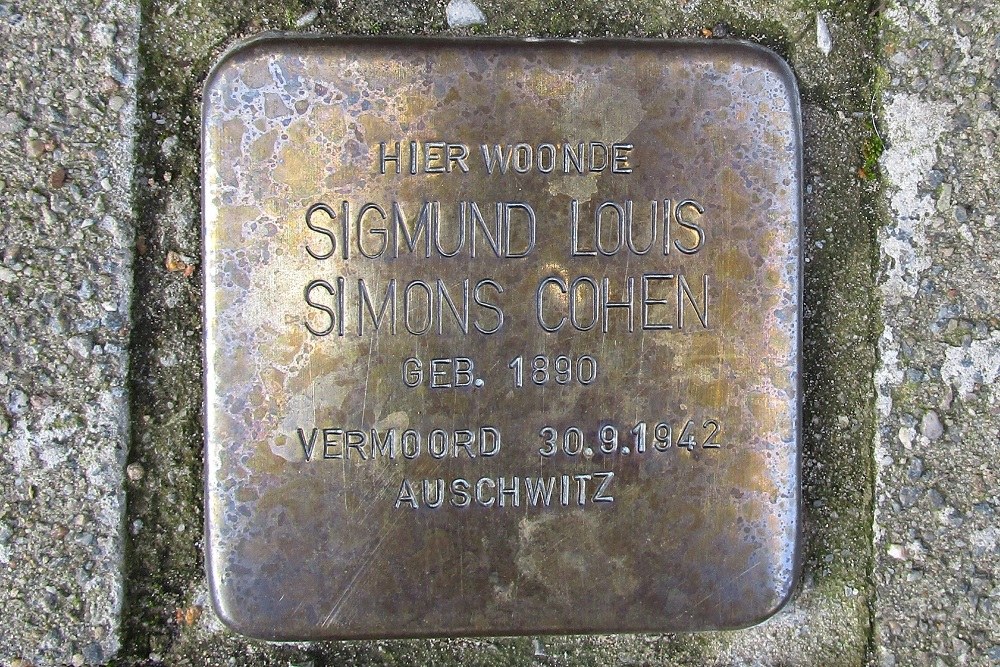 HIER WOONDE
SIGMUND LOUIS
SIMONS COHEN
GEB. 1890
VERMOORD 30.9.1942
AUSCHWITZ